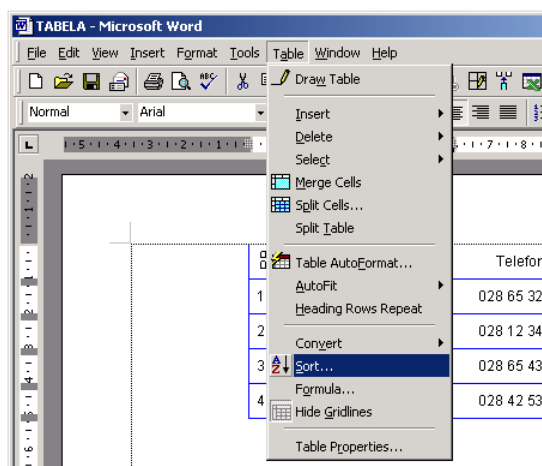 TABELA - Microsoft Word
File Edit View Insert Format Tools Table Window Help
Normal Arial
Draw Table
Insert
Delete
Select
Merge Cells
Split Cells...
Split Table
Table AutoFormat...
AutoFit
Heading Rows Repeat
Convert
Sort...
Formula...
Hide Gridlines
Table Properties...
1 028 65 32
2 028 12 34
3 028 65 43
4 028 42 53